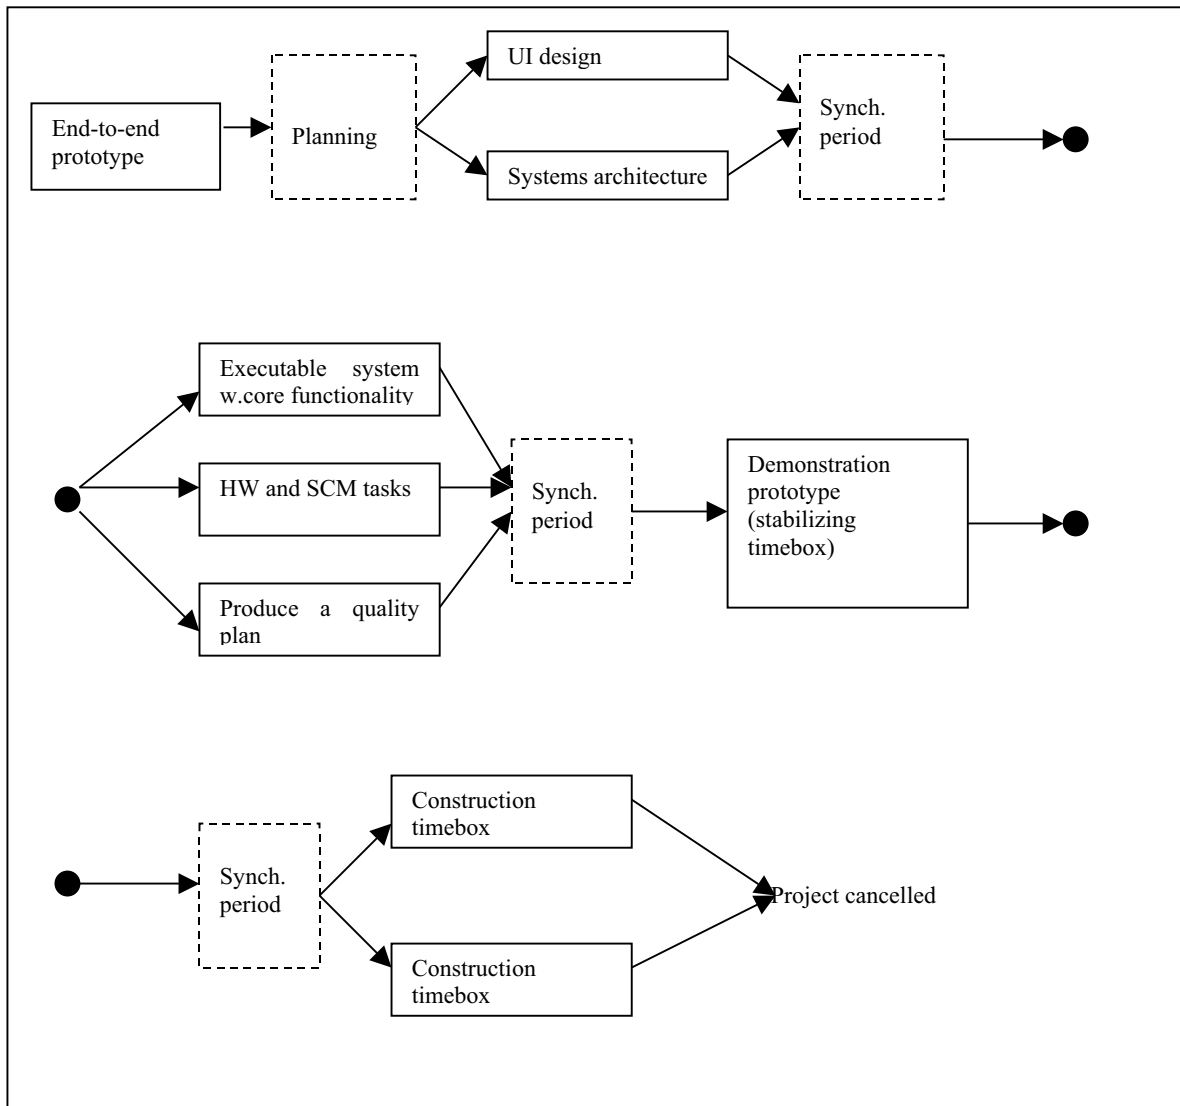 UI design
End-to-end
prototype
Planning
Synch.
period
Systems architecture
Executable system
w.core functionality
HW and SCM tasks
Synch.
period
Demonstration
prototype
(stabilizing
timebox)
Produce a quality
plan
Construction
timebox
Synch.
period
Project cancelled
Construction
timebox